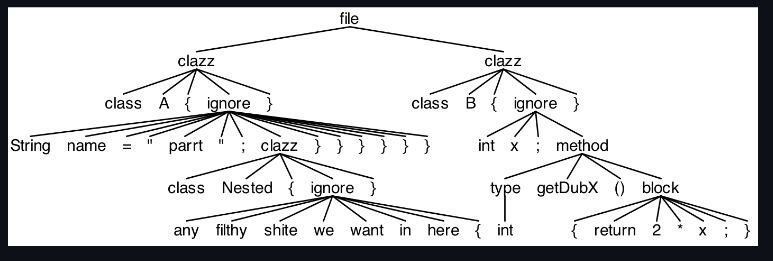 file
clazz clazz
class A { ignore } class B { ignore }
String name = " parrt " ; clazz } } } } } } int x ; method
class Nested { ignore } type getDubX () block
any filthy shite we want in here { int { return 2 * x ; }